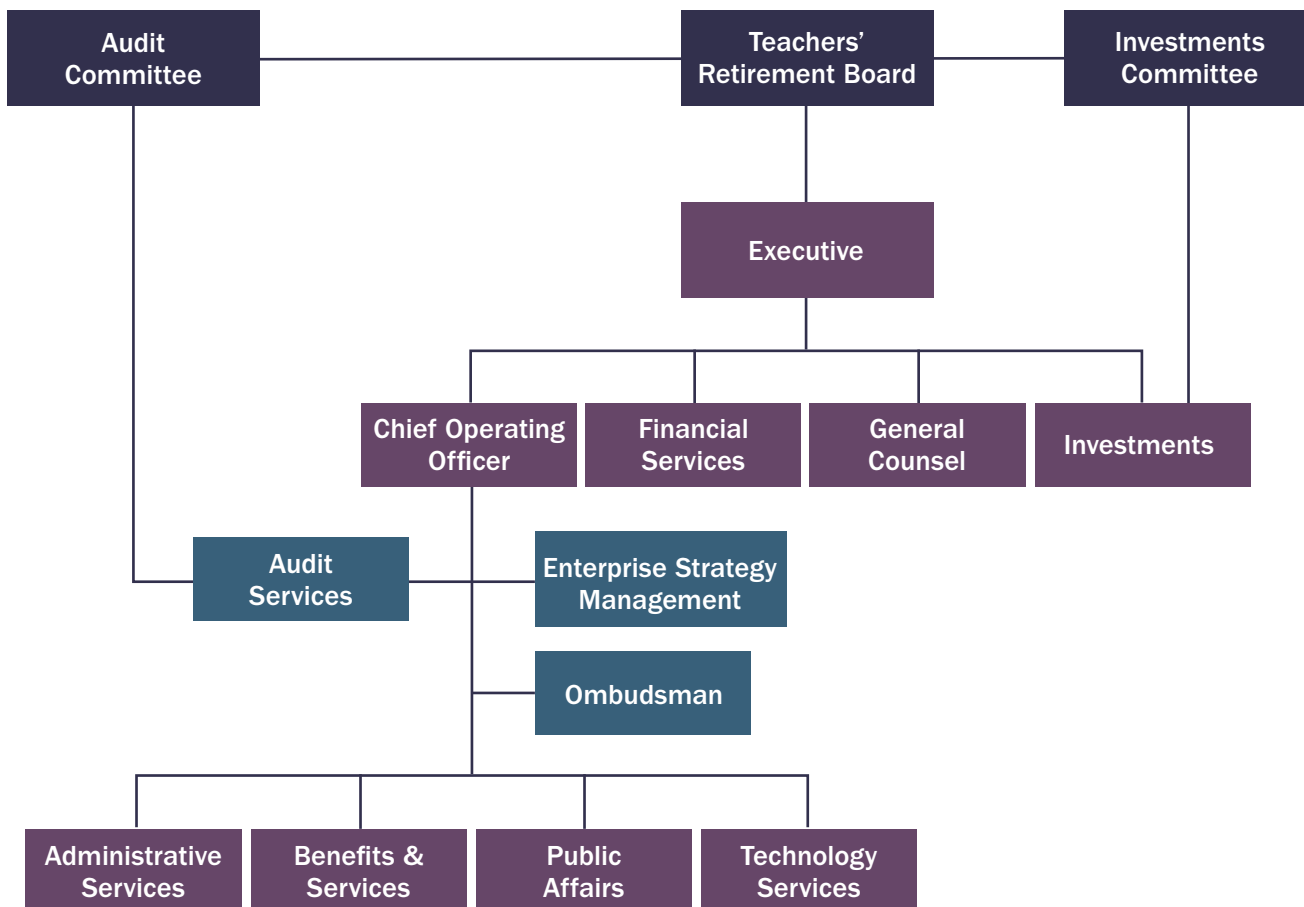 Audit
Committee
Teachers’
Retirement Board
Investments
Committee
Executive
Chief Operating
Officer
Financial
Services
General
Counsel
Investments
Audit
Services
Enterprise Strategy
Management
Ombudsman
Administrative
Services
Benefits &
Services
Public
Affairs
Technology
Services